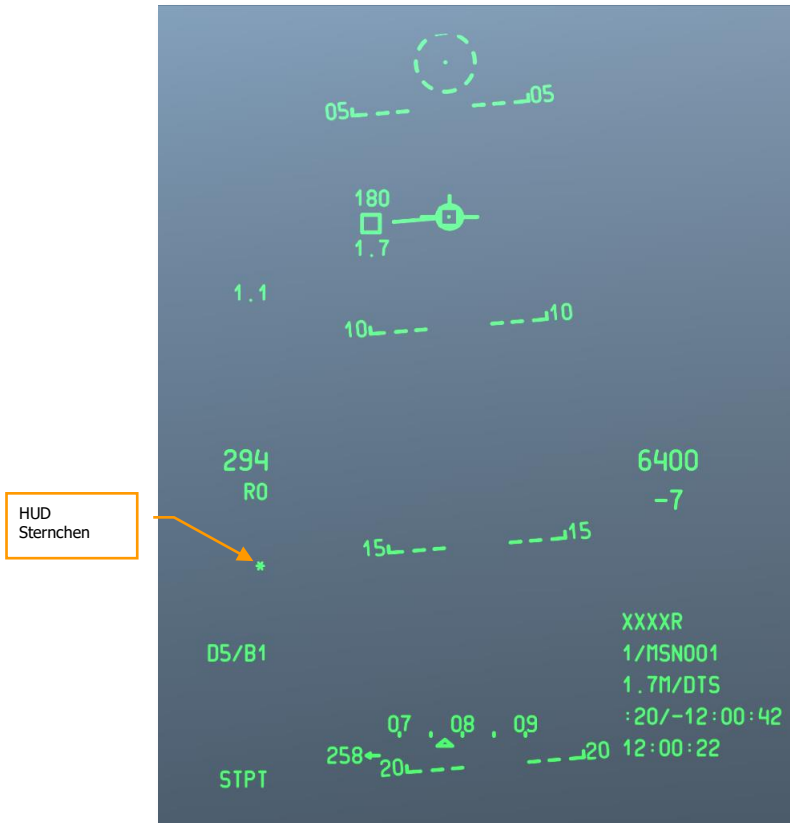 05 05
180
1.7
1.1
10 10
294
6400
RO
-7
HUD
Sternchen
15 15
*
XXXXR
D5/B1
1/MSN001
1.7M/DTS
07 08 09
:20/-12:00:42
258
20 20
12:00:22
STPT